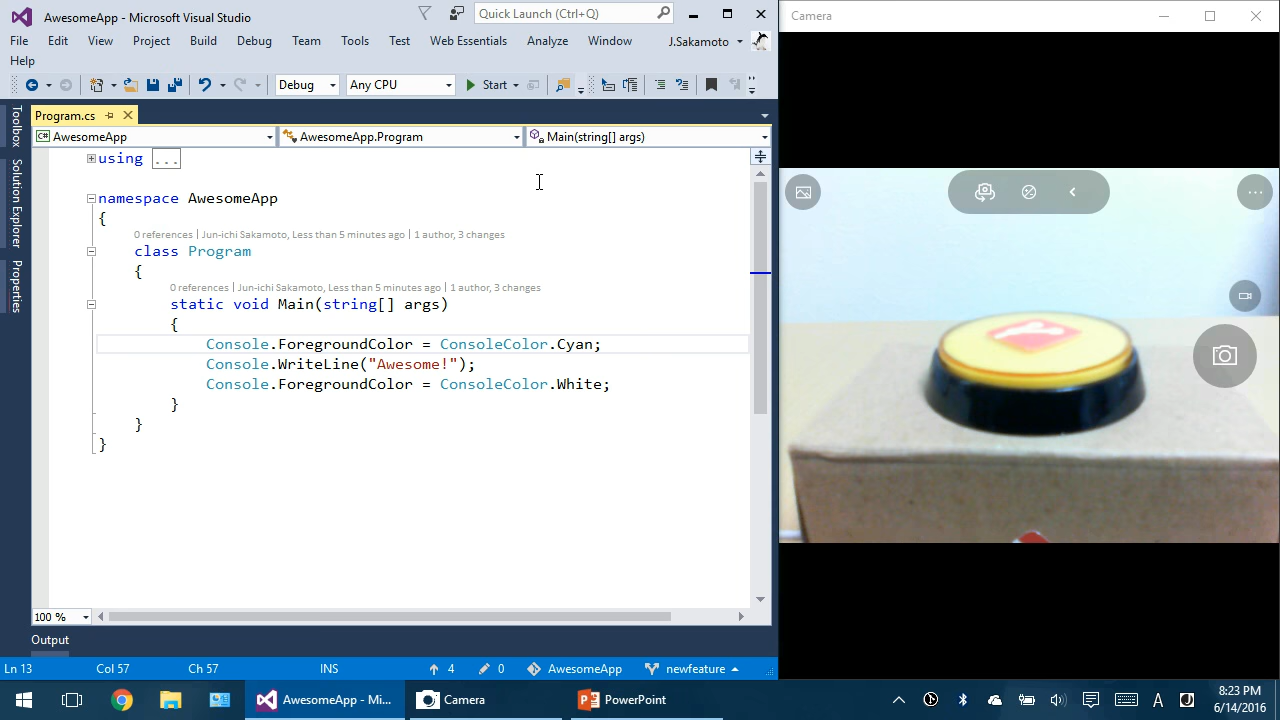 AwesomeApp - Microsoft Visual Studio
Quick Launch (Ctrl+Q)
File Edit View Project Build Debug Team Tools Test Web Essentials Analyze Window J.Sakamoto
Help
Debug Any CPU Start
Program.cs
AwesomeApp AwesomeApp.Program Main(string[] args)
Toolbox
Solution Explorer
Properties
using ...
namespace AwesomeApp
{
0 references | Jun-ichi Sakamoto, Less than 5 minutes ago | 1 author, 3 changes
class Program
{
0 references | Jun-ichi Sakamoto, Less than 5 minutes ago | 1 author, 3 changes
static void Main(string[] args)
{
Console.ForegroundColor = ConsoleColor.Cyan;
Console.WriteLine("Awesome!");
Console.ForegroundColor = ConsoleColor.White;
}
}
}
100 %
Output
Ln 13 Col 57 Ch 57 INS 4 0 AwesomeApp newfeature
Camera
AwesomeApp - Mi... Camera PowerPoint
A
8:23 PM
6/14/2016